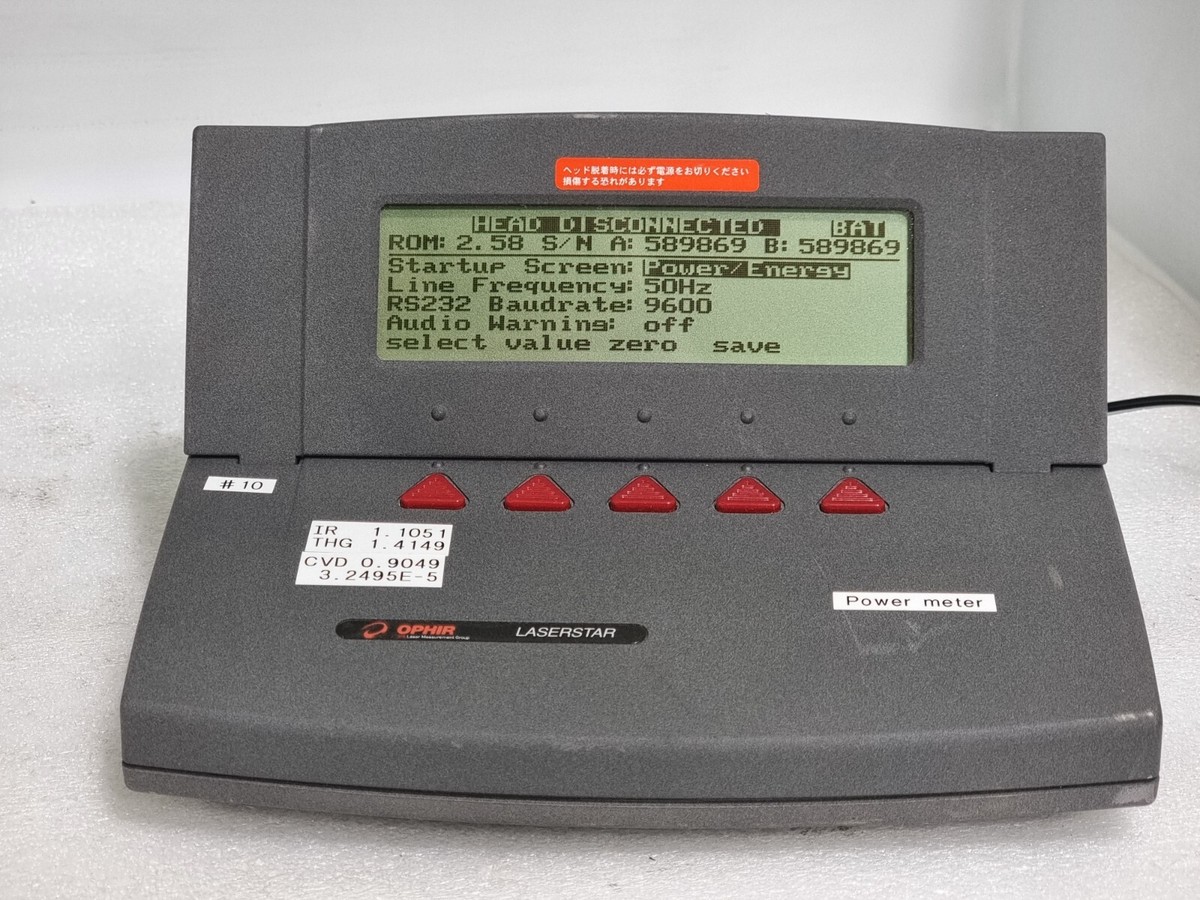 ヘッド脱着時には必ず電源をお切りください
損傷する恐れがあります
HEAD DISCONNECTED BAT
ROM: 2.58 S/N A: 589869 B: 589869
Startup Screen: Power/Energy
Line Frequency: 50Hz
RS232 Baudrate: 9600
Audio Warning: off
select value zero save
#10
IR 1.1051
THG 1.4149
CVD 0.9049
3.2495E-5
Power meter
OPHIR LASERSTAR
Laser Measurement Group